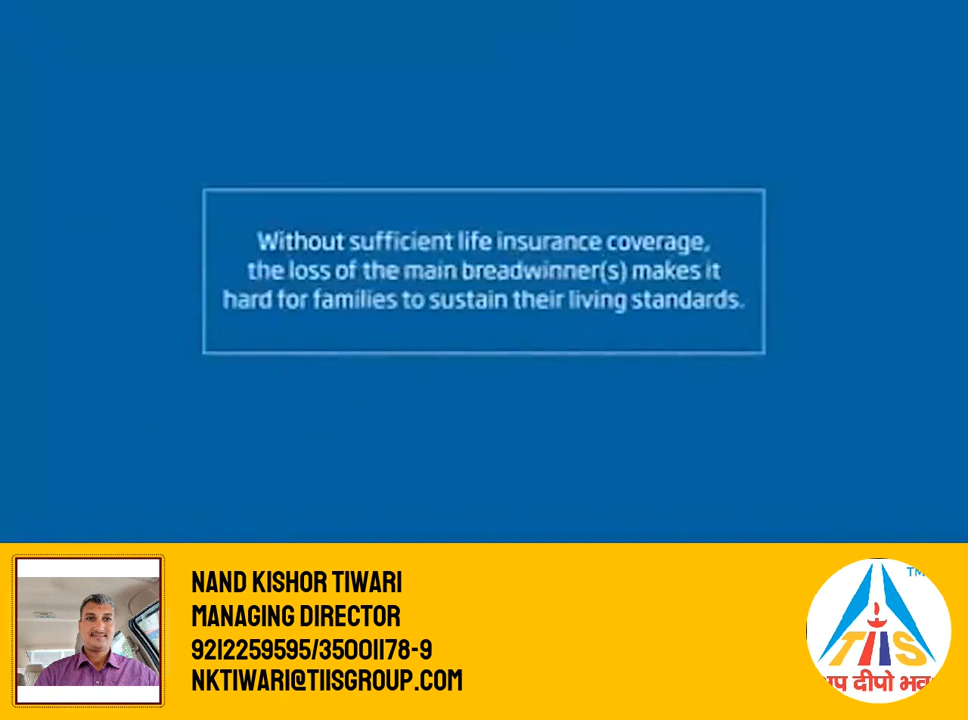 Without sufficient life insurance coverage,
the loss of the main breadwinner(s) makes it
hard for families to sustain their living standards.
NAND KISHOR TIWARI
MANAGING DIRECTOR
9212259595/35001178-9
NKTIWARI@TIISGROUP.COM
TM
TIIS
दीपो